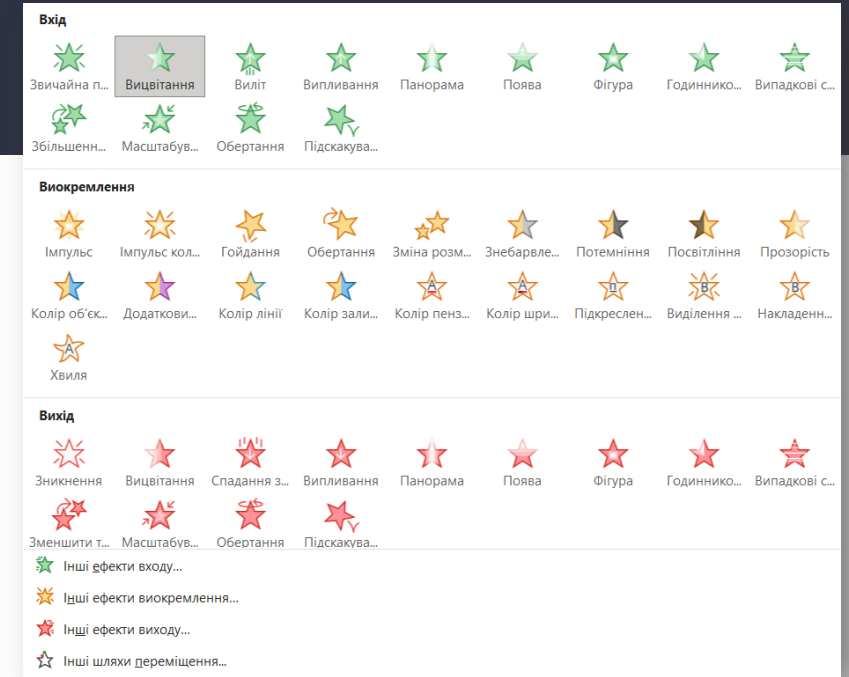 Вхід
Звичайна п... Вицвітання Виліт Випливання Панорама Поява Фігура Годиннико... Випадкові с...
Збільшенн... Масштабув... Обертання Підскакува...
Виокремлення
Імпульс Імпульс кол... Гойдання Обертання Зміна розм... Знебарвле... Потемніння Посвітління Прозорість
Колір об'єк... Додаткови... Колір лінії Колір зали... Колір пенз... Колір шри... Підкреслен... Виділення ... Накладенн...
Хвиля
Вихід
Зникнення Вицвітання Спадання з... Випливання Панорама Поява Фігура Годиннико... Випадкові с...
Зменшити т... Масштабув... Обертання Підскакува...
Інші ефекти входу...
Інші ефекти виокремлення...
Інші ефекти виходу...
Інші шляхи переміщення...